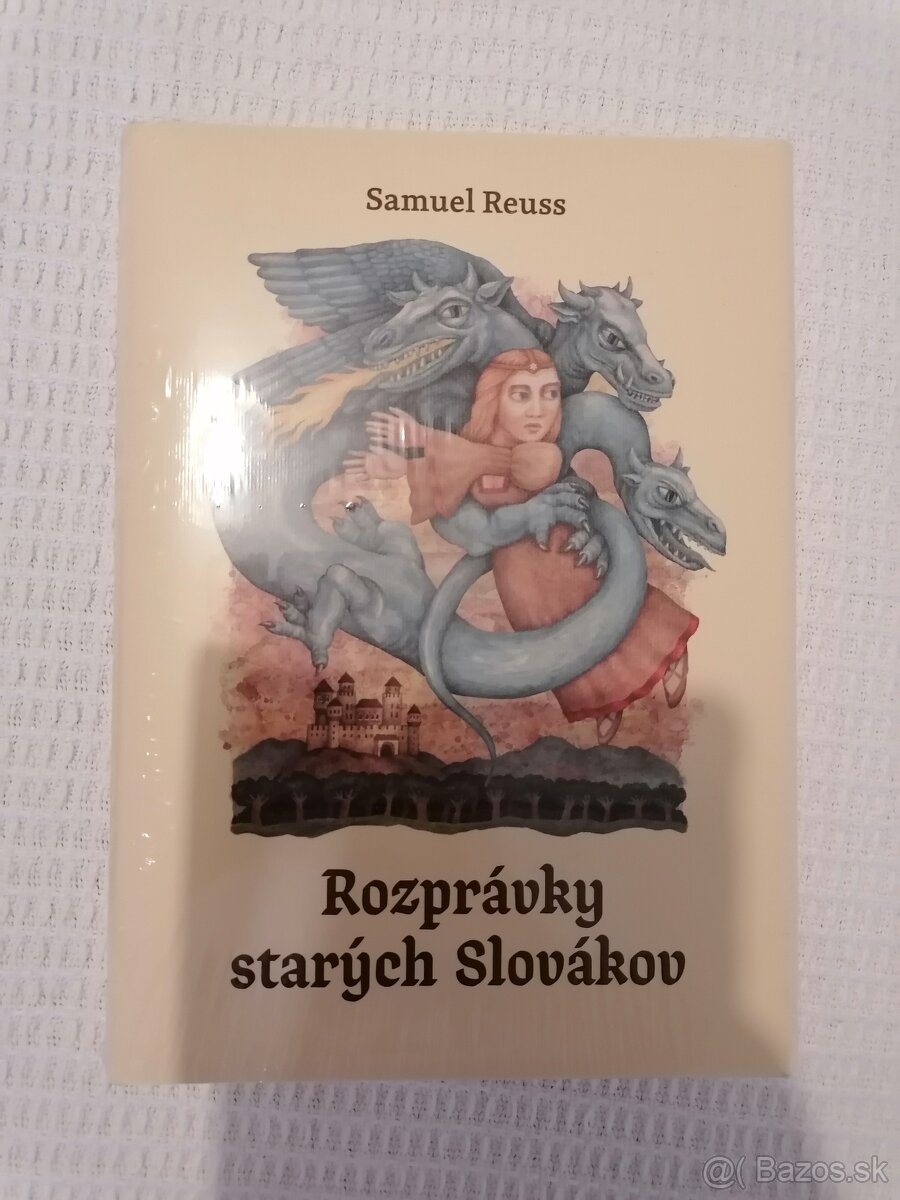 Samuel Reuss
Rozprávky
starých Slovákov
@( Bazos.sk